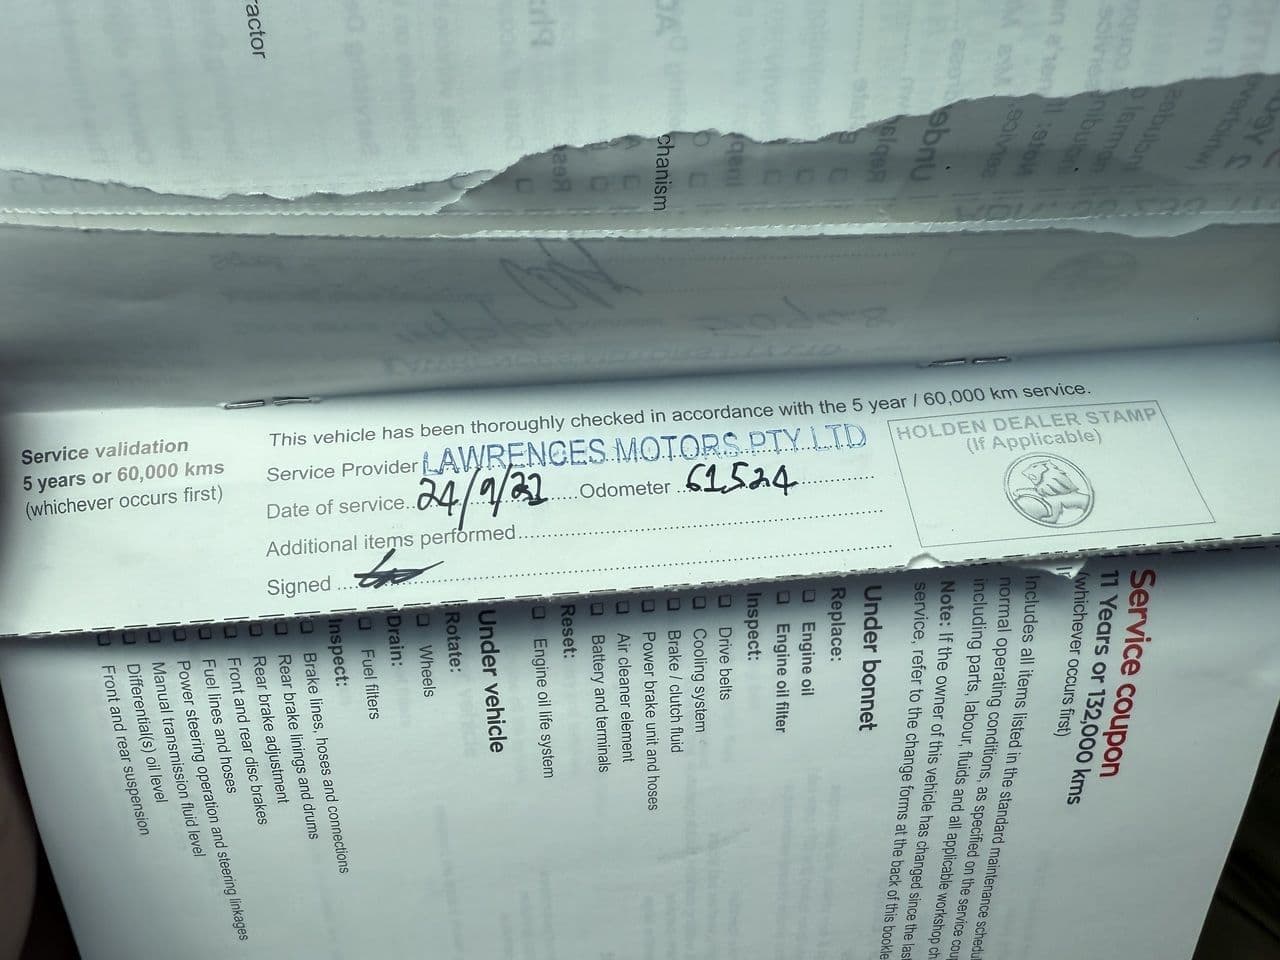 ractor
chanism
Service validation
5 years or 60,000 kms
(whichever occurs first)
This vehicle has been thoroughly checked in accordance with the 5 year / 60,000 km service.
Service Provider LAWRENCES MOTORS PTY LTD
Date of service 24/9/ Odometer 61524
Additional items performed
Signed
HOLDEN DEALER STAMP
(If Applicable)
Service coupon
11 Years or 132,000 kms
(whichever occurs first)
Includes all items listed in the standard maintenance schedul
normal operating conditions, as specified on the service coup
including parts, labour, fluids and all applicable workshop ch
Note: If the owner of this vehicle has changed since the last
service, refer to the change forms at the back of this bookle
Under bonnet
Replace:
Engine oil
Engine oil filter
Inspect:
Drive belts
Cooling system
Brake / clutch fluid
Power brake unit and hoses
Air cleaner element
Battery and terminals
Reset:
Engine oil life system
Under vehicle
Rotate:
Wheels
Drain:
Fuel filters
Inspect:
Brake lines, hoses and connections
Rear brake linings and drums
Rear brake adjustment
Front and rear disc brakes
Fuel lines and hoses
Power steering operation and steering linkages
Manual transmission fluid level
Differential(s) oil level
Front and rear suspension